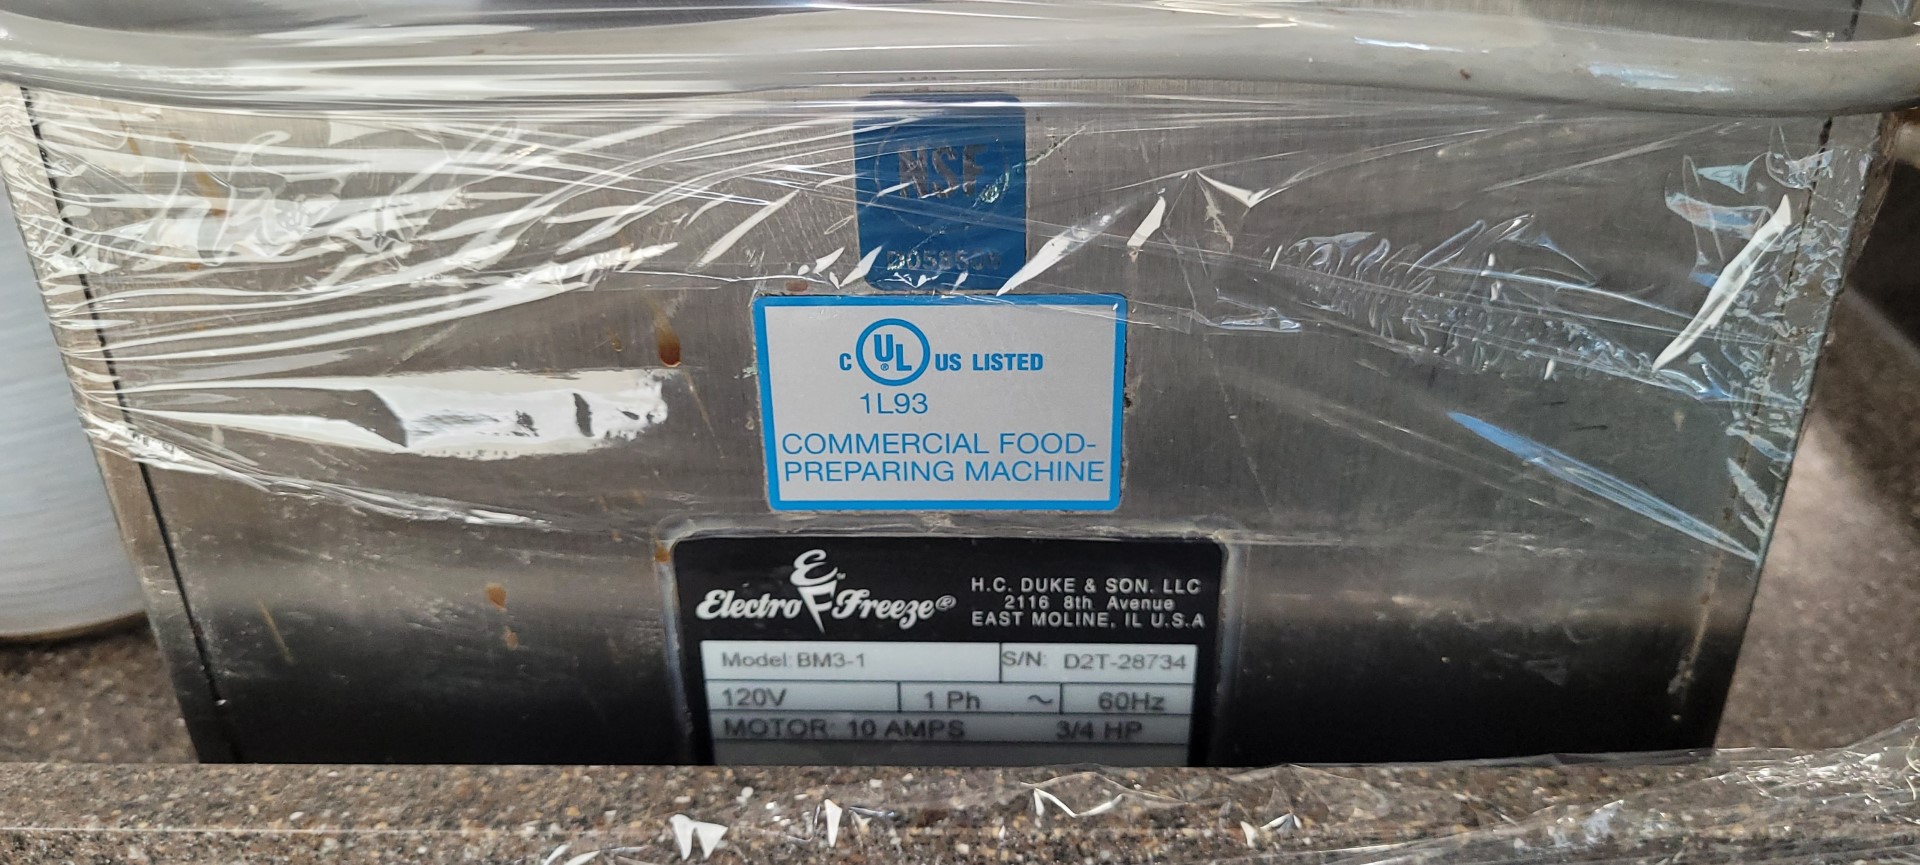 NSF
C UL US LISTED
®
1L93
COMMERCIAL FOOD-
PREPARING MACHINE
Electro Freeze®
H.C. DUKE & SON. LLC
2116 8th Avenue
EAST MOLINE, IL U.S.A
Model: BM3-1 S/N: D2T-28734
120V 1 Ph ~ 60Hz
MOTOR: 10 AMPS 3/4 HP